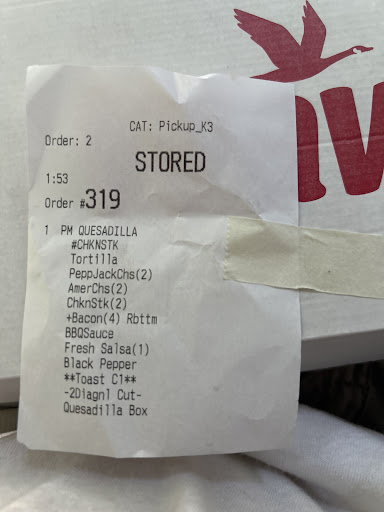 CAT: Pickup_K3
Order: 2
STORED
1:53
Order #319
1 PM QUESADILLA
#CHKNSTK
Tortilla
PeppJackChs(2)
AmerChs(2)
ChknStk(2)
+Bacon(4) Rbttm
BBQSauce
Fresh Salsa(1)
Black Pepper
**Toast C1**
-2Diagnl Cut-
Quesadilla Box